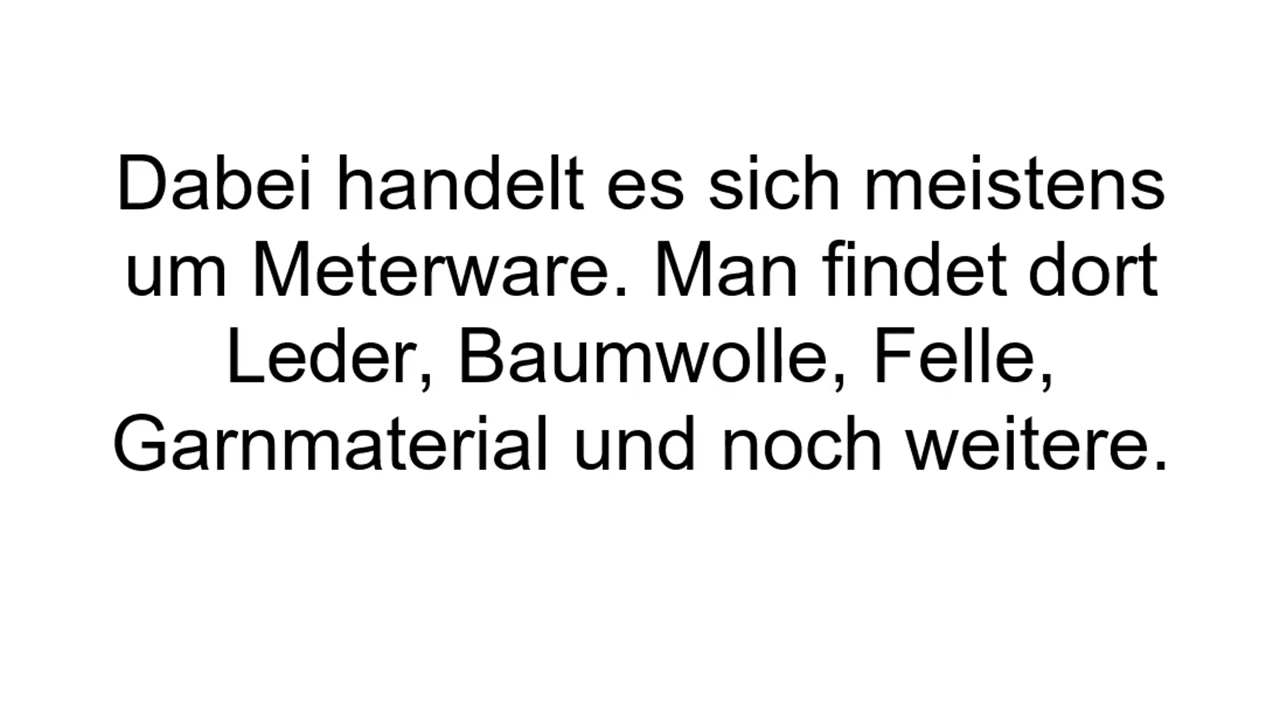 Dabei handelt es sich meistens
um Meterware. Man findet dort
Leder, Baumwolle, Felle,
Garnmaterial und noch weitere.